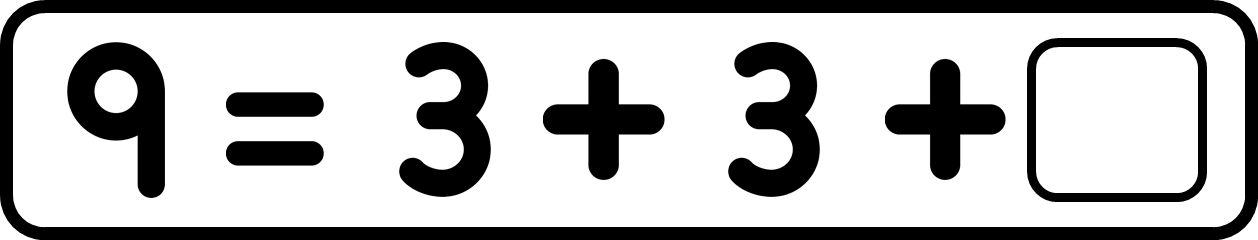 9 = 3 + 3 +